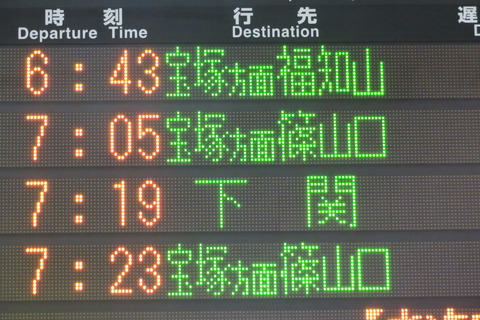 時刻 行先 遅
Departure Time Destination D
6:43 宝塚方面福知山
7:05 宝塚方面篠山口
7:19 下関
7:23 宝塚方面篠山口